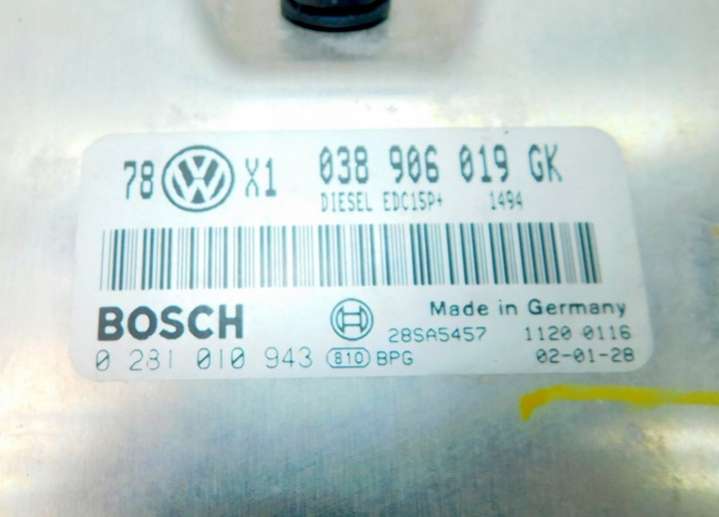 78 VW X1 038 906 019 GK
DIESEL EDC15P+ 1494
BOSCH Made in Germany
28SA5457 1120 0116
0 281 010 943 810 BPG 02-01-28